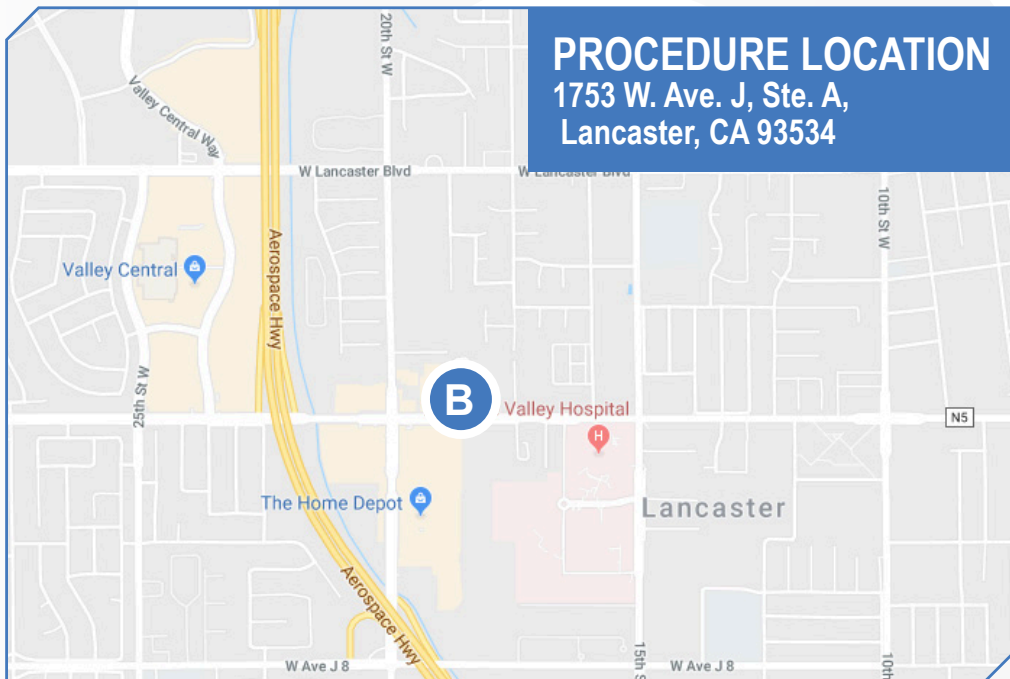 PROCEDURE LOCATION
1753 W. Ave. J, Ste. A,
Lancaster, CA 93534
20th St W
Valley Central Way
W Lancaster Blvd
W Lancaster Blvd
10th St W
Aerospace Hwy
Valley Central
25th St W
B
Valley Hospital
N5
H
The Home Depot
Lancaster
Aerospace Hwy
W Ave J 8
15th S
W Ave J 8
10th